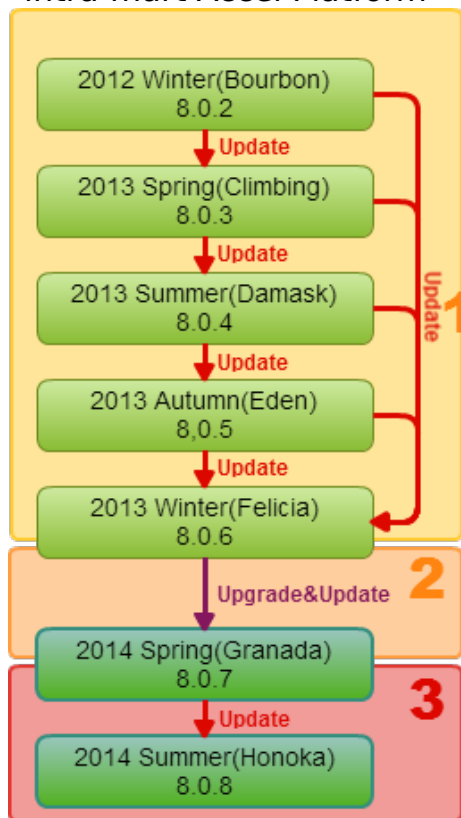 2012 Winter(Bourbon)
8.0.2
Update
2013 Spring(Climbing)
8.0.3
Update
2013 Summer(Damask)
8.0.4
Update
2013 Autumn(Eden)
8,0.5
Update
2013 Winter(Felicia)
8.0.6
Update
1
Upgrade&Update
2
2014 Spring(Granada)
8.0.7
3
Update
2014 Summer(Honoka)
8.0.8